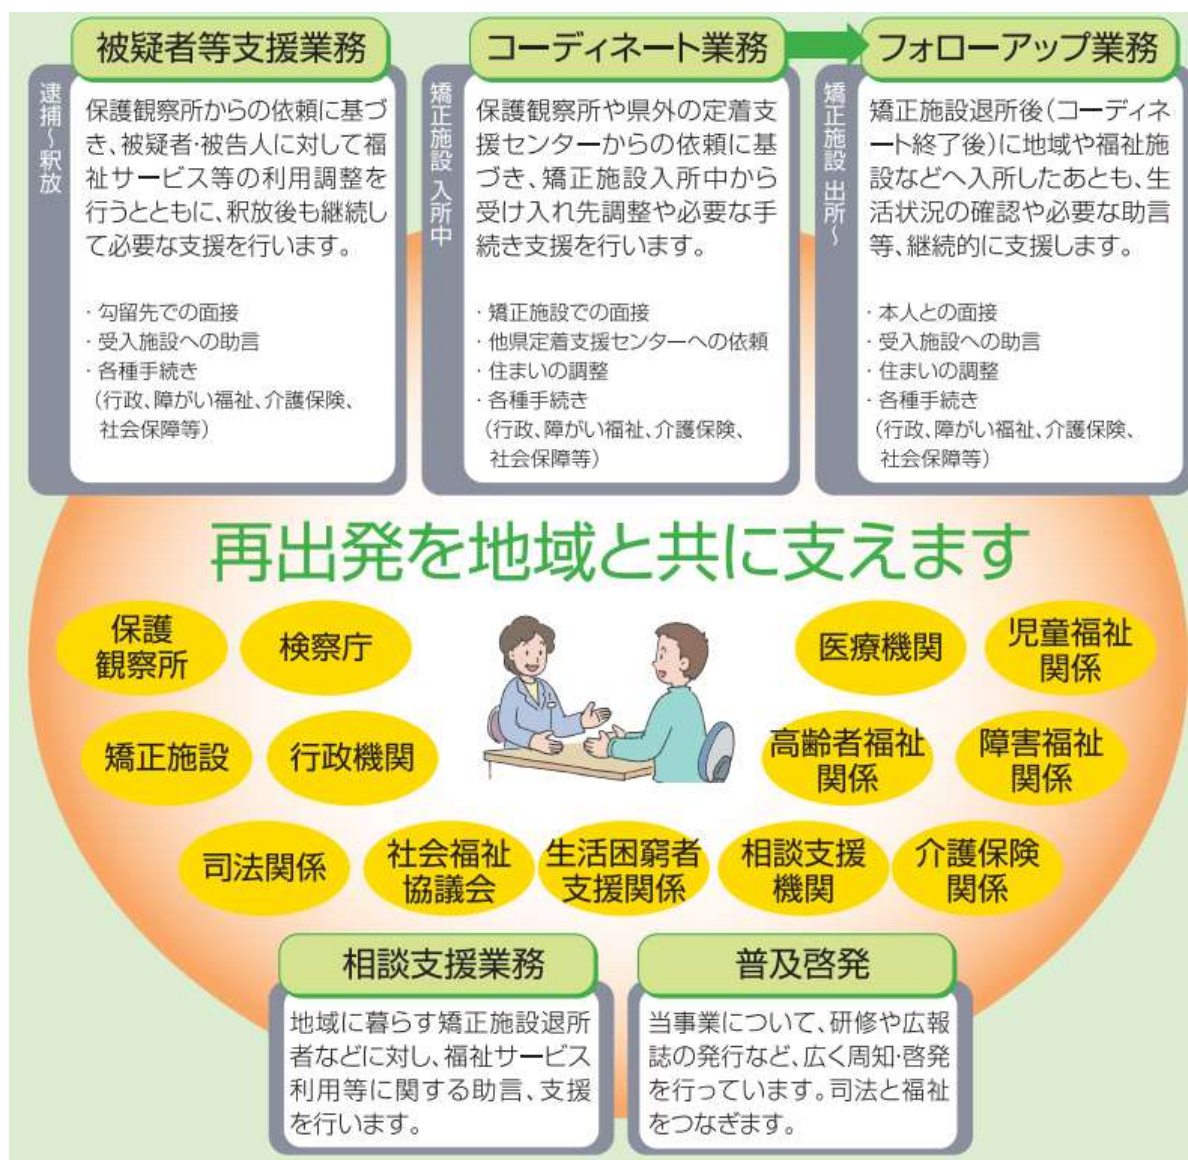 被疑者等支援業務
逮捕～釈放
保護観察所からの依頼に基づ
き、被疑者・被告人に対して福
祉サービス等の利用調整を
行うとともに、釈放後も継続し
て必要な支援を行います。
・勾留先での面接
・受入施設への助言
・各種手続き
（行政、障がい福祉、介護保険、
社会保障等）
コーディネート業務
矯正施設 入所中
保護観察所や県外の定着支
援センターからの依頼に基
づき、矯正施設入所中から
受け入れ先調整や必要な手
続き支援を行います。
・矯正施設での面接
・他県定着支援センターへの依頼
・住まいの調整
・各種手続き
（行政、障がい福祉、介護保険、
社会保障等）
フォローアップ業務
矯正施設 出所～
矯正施設退所後（コーディネ
ート終了後）に地域や福祉施
設などへ入所したあとも、生
活状況の確認や必要な助言
等、継続的に支援します。
・本人との面接
・受入施設への助言
・住まいの調整
・各種手続き
（行政、障がい福祉、介護保険、
社会保障等）
再出発を地域と共に支えます
保護
観察所
検察庁
医療機関
児童福祉
関係
矯正施設
行政機関
高齢者福祉
関係
障害福祉
関係
司法関係
社会福祉
協議会
生活困窮者
支援関係
相談支援
機関
介護保険
関係
相談支援業務
地域に暮らす矯正施設退所
者などに対し、福祉サービス
利用等に関する助言、支援
を行います。
普及啓発
当事業について、研修や広報
誌の発行など、広く周知・啓発
を行っています。司法と福祉
をつなぎます。